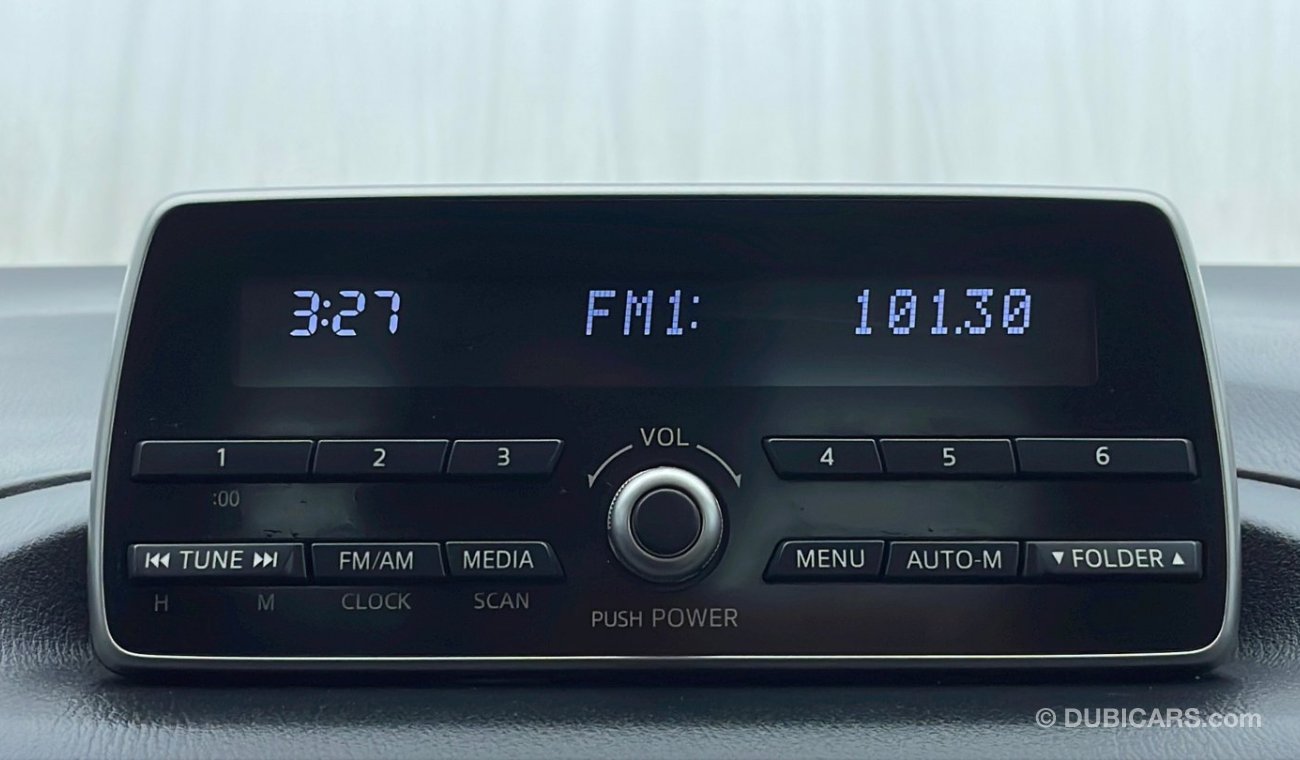 3:27 FM1: 101.30
VOL
1 2 3 4 5 6
:00
⏮ TUNE ⏭ FM/AM MEDIA MENU AUTO-M ▼ FOLDER ▲
H M CLOCK SCAN
PUSH POWER
© DUBICARS.com